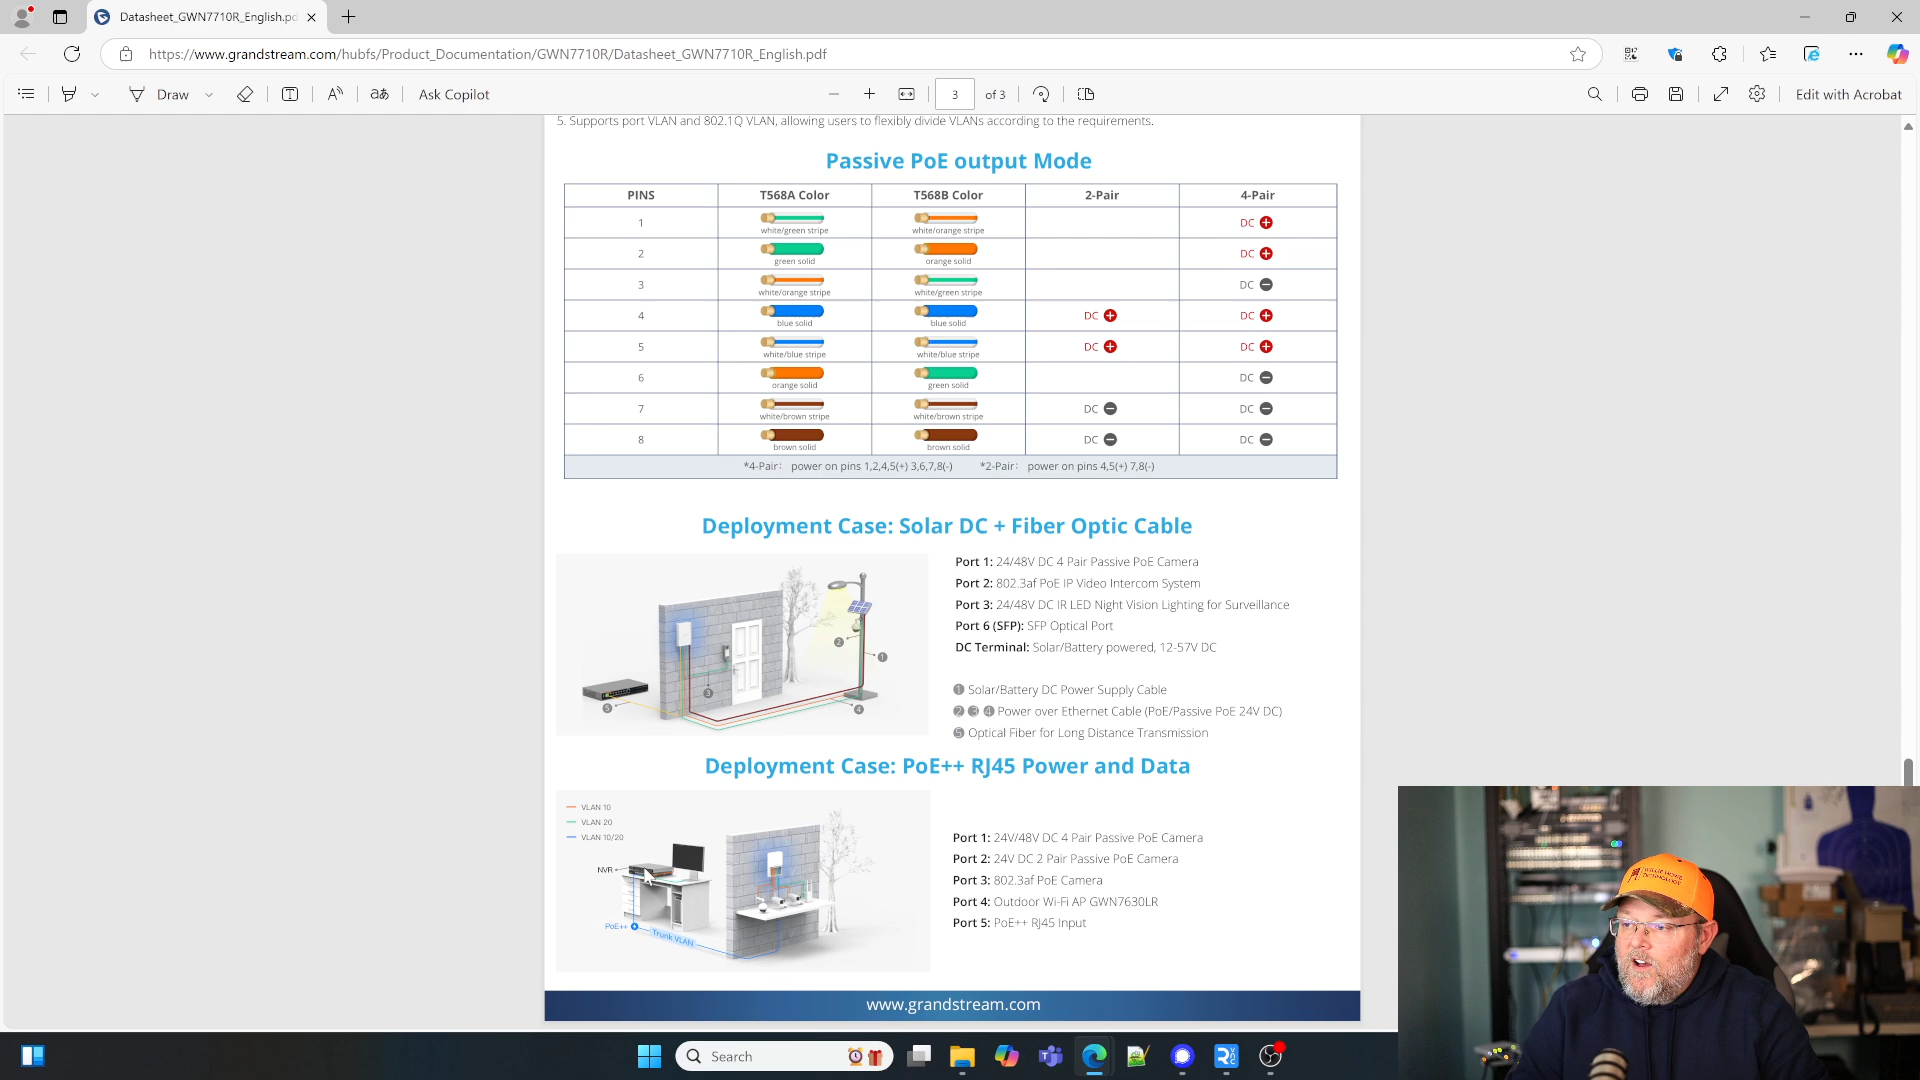 Datasheet_GWN7710R_English.pd
https://www.grandstream.com/hubfs/Product_Documentation/GWN7710R/Datasheet_GWN7710R_English.pdf
Draw
Ask Copilot
3
of 3
Edit with Acrobat
5. Supports port VLAN and 802.1Q VLAN, allowing users to flexibly divide VLANs according to the requirements.
Passive PoE output Mode
PINS T568A Color T568B Color 2-Pair 4-Pair
1 white/green stripe white/orange stripe DC +
2 green solid orange solid DC +
3 white/orange stripe white/green stripe DC −
4 blue solid blue solid DC + DC +
5 white/blue stripe white/blue stripe DC + DC +
6 orange solid green solid DC −
7 white/brown stripe white/brown stripe DC − DC −
8 brown solid brown solid DC − DC −
*4-Pair: power on pins 1,2,4,5(+) 3,6,7,8(-) *2-Pair: power on pins 4,5(+) 7,8(-)
Deployment Case: Solar DC + Fiber Optic Cable
Port 1: 24/48V DC 4 Pair Passive PoE Camera
Port 2: 802.3af PoE IP Video Intercom System
Port 3: 24/48V DC IR LED Night Vision Lighting for Surveillance
Port 6 (SFP): SFP Optical Port
DC Terminal: Solar/Battery powered, 12-57V DC
2
1
3
5
4
❶ Solar/Battery DC Power Supply Cable
❷ ❸ ❹ Power over Ethernet Cable (PoE/Passive PoE 24V DC)
❺ Optical Fiber for Long Distance Transmission
Deployment Case: PoE++ RJ45 Power and Data
VLAN 10
VLAN 20
VLAN 10/20
NVR
PoE++
Trunk VLAN
Port 1: 24V/48V DC 4 Pair Passive PoE Camera
Port 2: 24V DC 2 Pair Passive PoE Camera
Port 3: 802.3af PoE Camera
Port 4: Outdoor Wi-Fi AP GWN7630LR
Port 5: PoE++ RJ45 Input
www.grandstream.com
WILLIE HOWE
TECHNOLOGY
Search